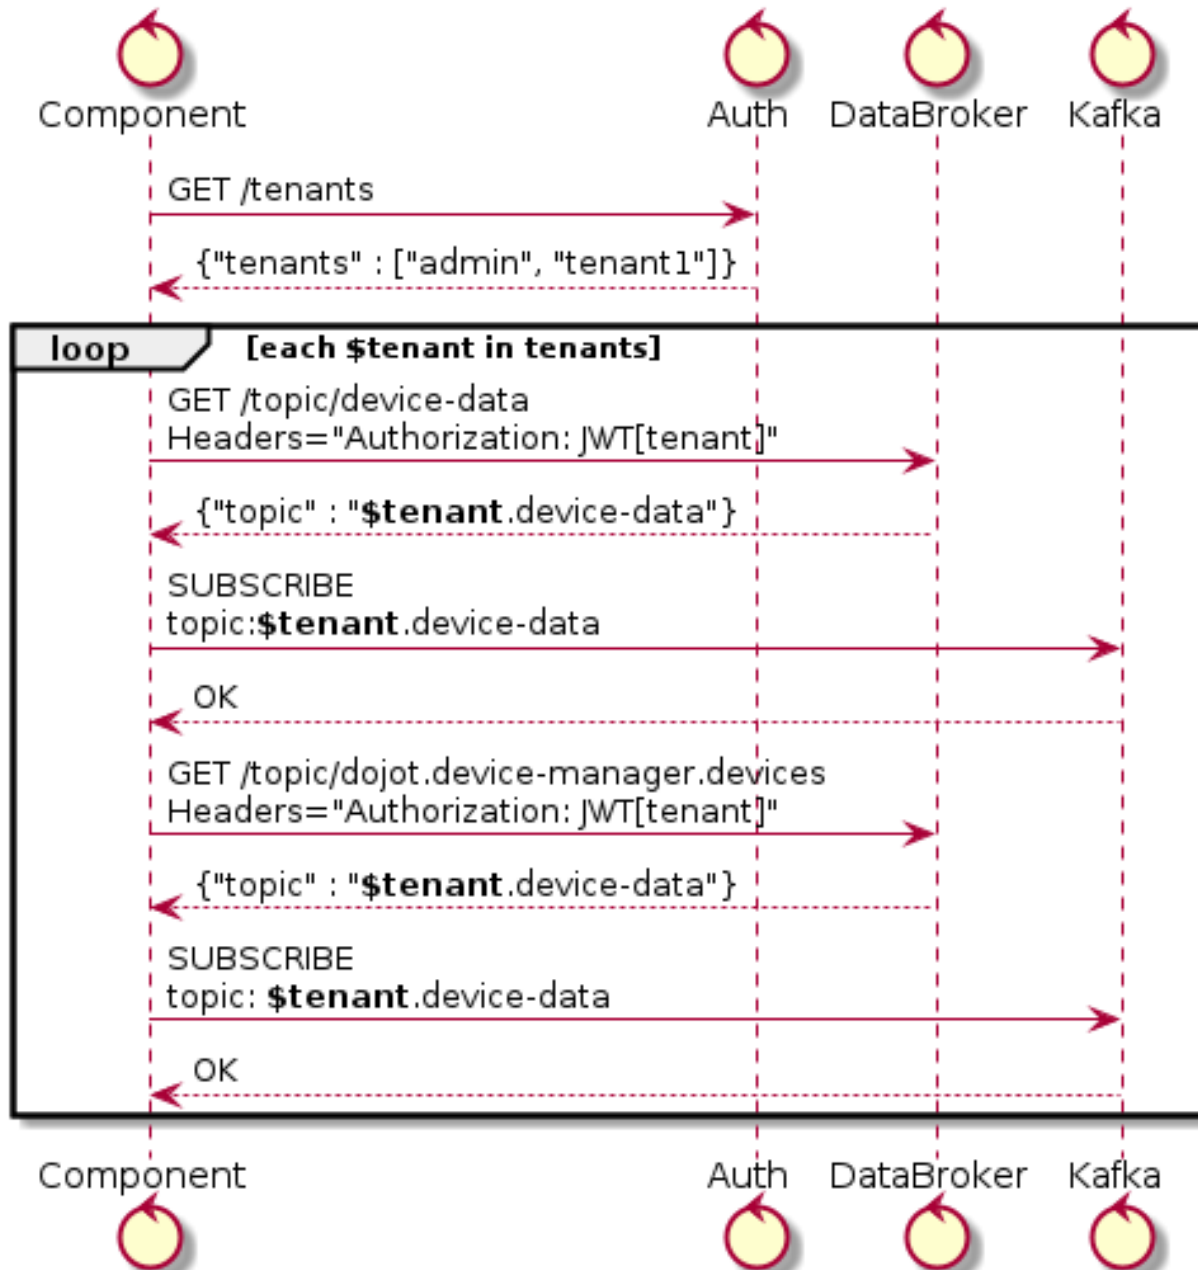 Component Auth DataBroker Kafka
GET /tenants
{"tenants" : ["admin", "tenant1"]}
loop [each $tenant in tenants]
GET /topic/device-data
Headers="Authorization: JWT[tenant]"
{"topic" : "$tenant.device-data"}
SUBSCRIBE
topic:$tenant.device-data
OK
GET /topic/dojot.device-manager.devices
Headers="Authorization: JWT[tenant]"
{"topic" : "$tenant.device-data"}
SUBSCRIBE
topic: $tenant.device-data
OK
Component Auth DataBroker Kafka